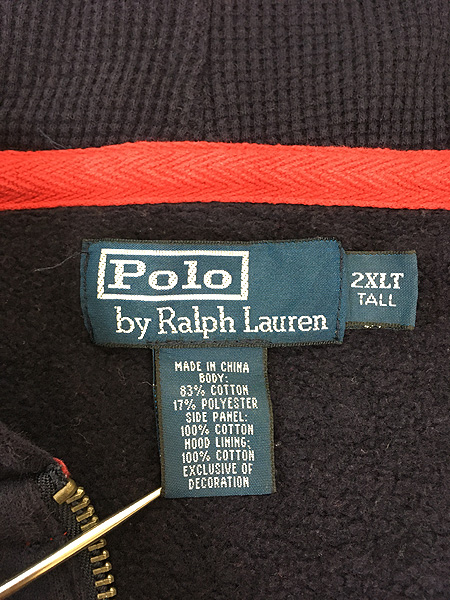 Polo
by Ralph Lauren
2XLT
TALL
MADE IN CHINA
BODY:
83% COTTON
17% POLYESTER
SIDE PANEL:
100% COTTON
HOOD LINING:
100% COTTON
EXCLUSIVE OF
DECORATION